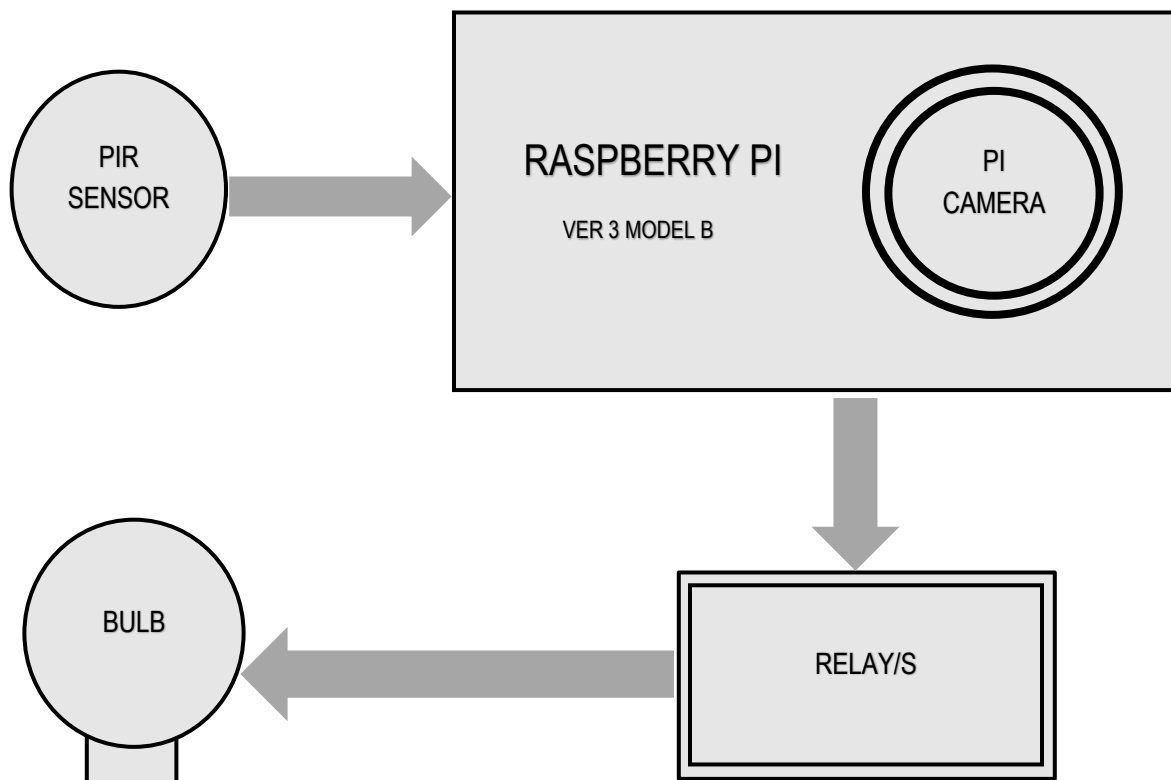 PIR
SENSOR
RASPBERRY PI
VER 3 MODEL B
PI
CAMERA
BULB
RELAY/S